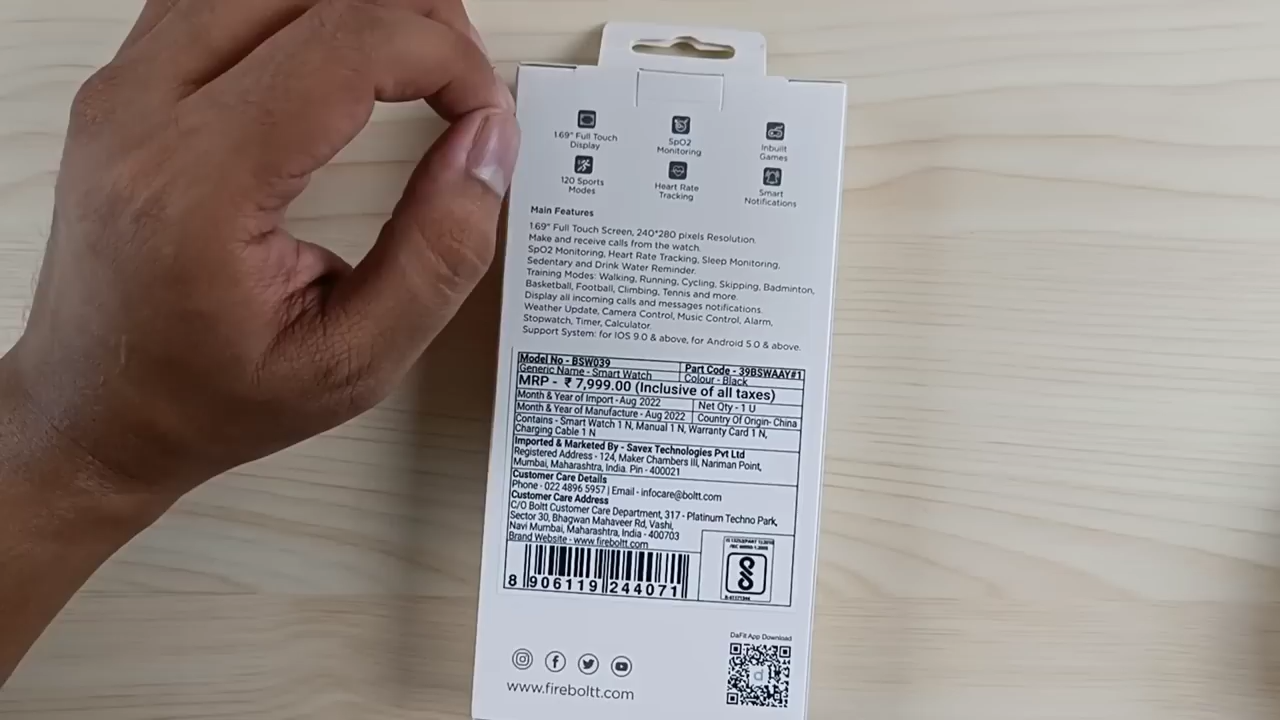 1.69" Full Touch
Display
SpO2
Monitoring
Inbuilt
Games
120 Sports
Modes
Heart Rate
Tracking
Smart
Notifications
Main Features
1.69" Full Touch Screen, 240*280 pixels Resolution.
Make and receive calls from the watch.
SpO2 Monitoring, Heart Rate Tracking, Sleep Monitoring,
Sedentary and Drink Water Reminder.
Training Modes: Walking, Running, Cycling, Skipping, Badminton,
Basketball, Football, Climbing, Tennis and more.
Display all incoming calls and messages notifications.
Weather Update, Camera Control, Music Control, Alarm,
Stopwatch, Timer, Calculator.
Support System: for IOS 9.0 & above, for Android 5.0 & above.
Model No - BSW039
Part Code - 39BSWAAY#1
Generic Name - Smart Watch
Colour - Black
MRP - ₹ 7,999.00 (Inclusive of all taxes)
Month & Year of Import - Aug 2022
Net Qty - 1 U
Month & Year of Manufacture - Aug 2022
Country Of Origin- China
Contains - Smart Watch 1 N, Manual 1 N, Warranty Card 1 N,
Charging Cable 1 N
Imported & Marketed By - Savex Technologies Pvt Ltd
Registered Address - 124, Maker Chambers III, Nariman Point,
Mumbai, Maharashtra, India. Pin - 400021
Customer Care Details
Phone - 022 4896 5957 | Email - infocare@boltt.com
Customer Care Address
C/O Boltt Customer Care Department, 317 - Platinum Techno Park,
Sector 30, Bhagwan Mahaveer Rd, Vashi,
Navi Mumbai, Maharashtra, India - 400703
Brand Website - www.fireboltt.com
8 906119 244071
DaFit App Download
www.fireboltt.com